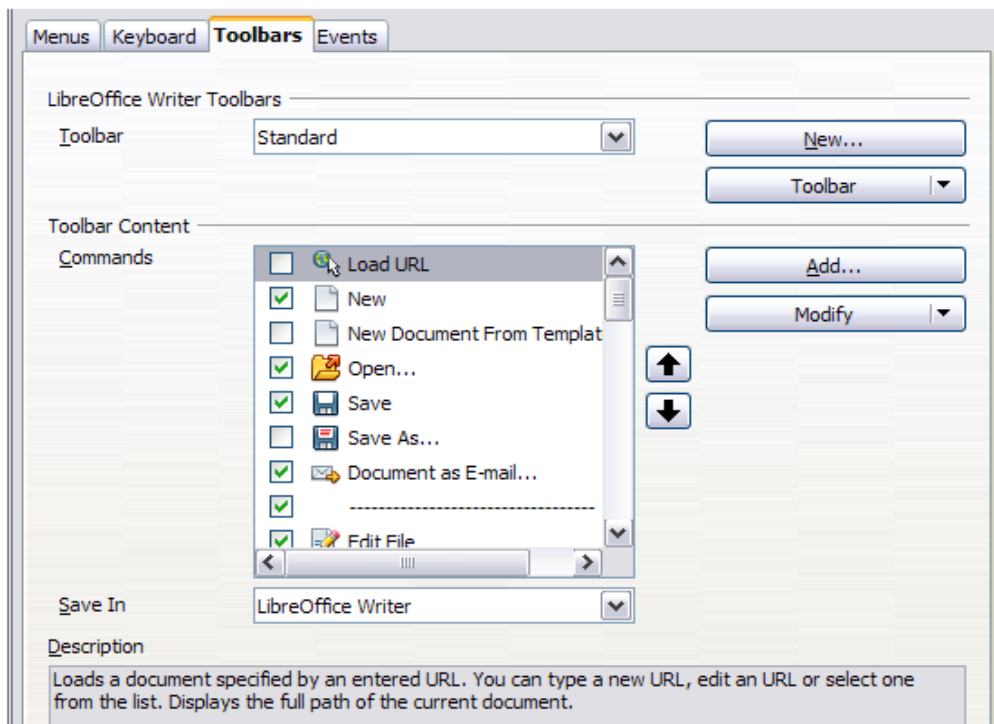 Menus Keyboard Toolbars Events
LibreOffice Writer Toolbars
Toolbar Standard New...
Toolbar
Toolbar Content
Commands Load URL Add...
New
Modify
New Document From Templat
Open...
Save
Save As...
Document as E-mail...
----------------------------------
Edit File
Save In LibreOffice Writer
Description
Loads a document specified by an entered URL. You can type a new URL, edit an URL or select one
from the list. Displays the full path of the current document.